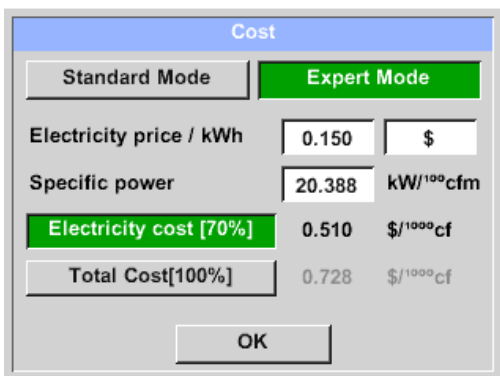 Cost
Standard Mode Expert Mode
Electricity price / kWh 0.150 $
Specific power 20.388 kW/¹⁰⁰cfm
Electricity cost [70%] 0.510 $/¹⁰⁰⁰cf
Total Cost[100%] 0.728 $/¹⁰⁰⁰cf
OK